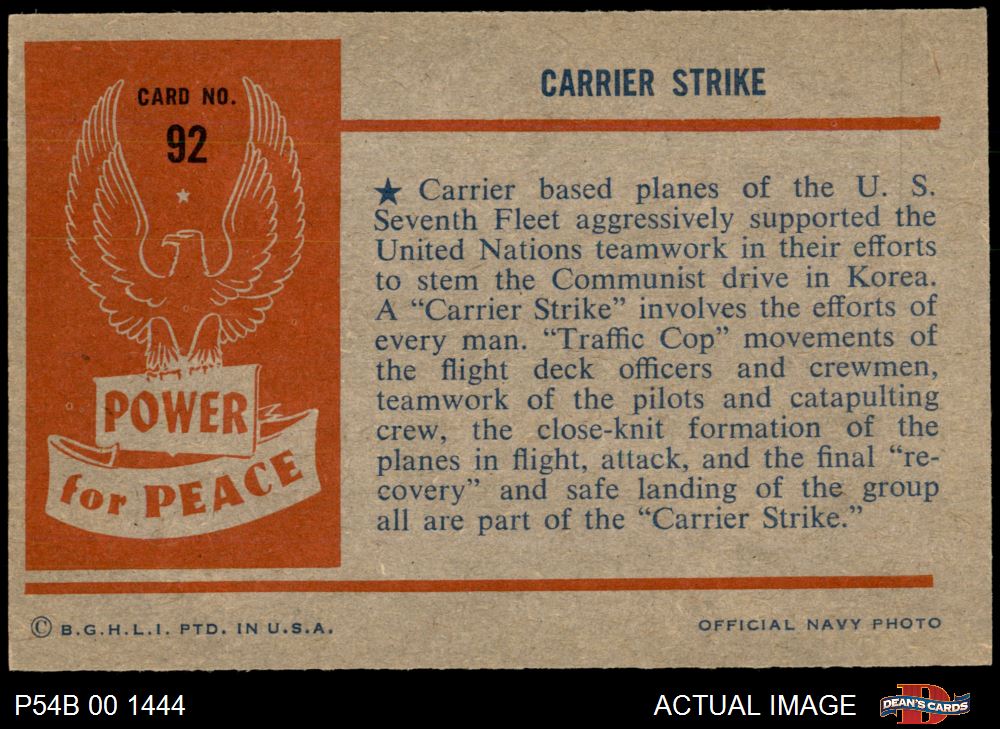 CARD NO.
92
POWER
for PEACE
CARRIER STRIKE
★ Carrier based planes of the U. S.
Seventh Fleet aggressively supported the
United Nations teamwork in their efforts
to stem the Communist drive in Korea.
A “Carrier Strike” involves the efforts of
every man. “Traffic Cop” movements of
the flight deck officers and crewmen,
teamwork of the pilots and catapulting
crew, the close-knit formation of the
planes in flight, attack, and the final “re-
covery” and safe landing of the group
all are part of the “Carrier Strike.”
© B.G.H.L.I. PTD. IN U.S.A.
OFFICIAL NAVY PHOTO
P54B 00 1444
ACTUAL IMAGE
D
DEAN'S CARDS